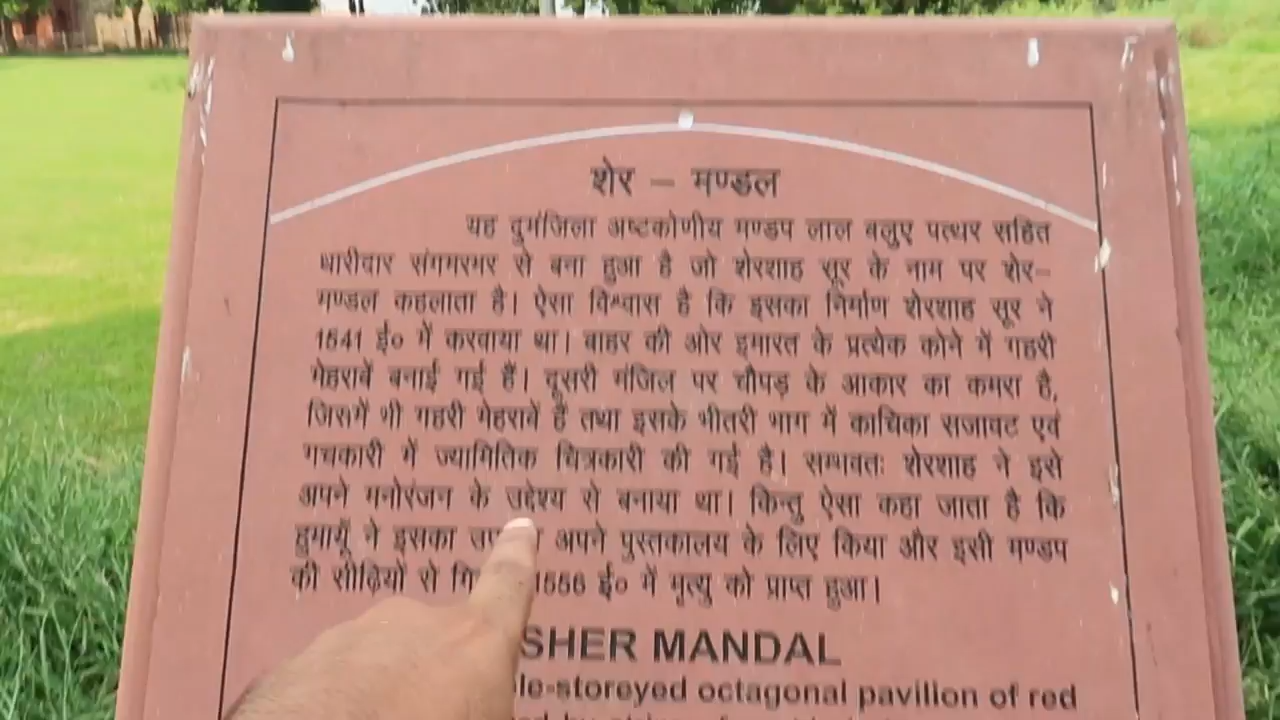 शेर – मण्डल
यह दुमंजिला अष्टकोणीय मण्डप लाल बलुए पत्थर सहित
धारीदार संगमरमर से बना हुआ है जो शेरशाह सूर के नाम पर शेर–
मण्डल कहलाता है। ऐसा विश्वास है कि इसका निर्माण शेरशाह सूर ने
1541 ई० में करवाया था। बाहर की ओर इमारत के प्रत्येक कोने में गहरी
मेहराबें बनाई गई हैं। दूसरी मंजिल पर चौपड़ के आकार का कमरा है,
जिसमें भी गहरी मेहराबें हैं तथा इसके भीतरी भाग में काचिका सजावट एवं
गचकारी में ज्यामितिक चित्रकारी की गई है। सम्भवतः शेरशाह ने इसे
अपने मनोरंजन के उद्देश्य से बनाया था। किन्तु ऐसा कहा जाता है कि
हुमायूँ ने इसका अपने पुस्तकालय के लिए किया और इसी मण्डप
की सीढ़ियों से 1556 ई० में मृत्यु को प्राप्त हुआ।
SHER MANDAL
octagonal pavilion of red